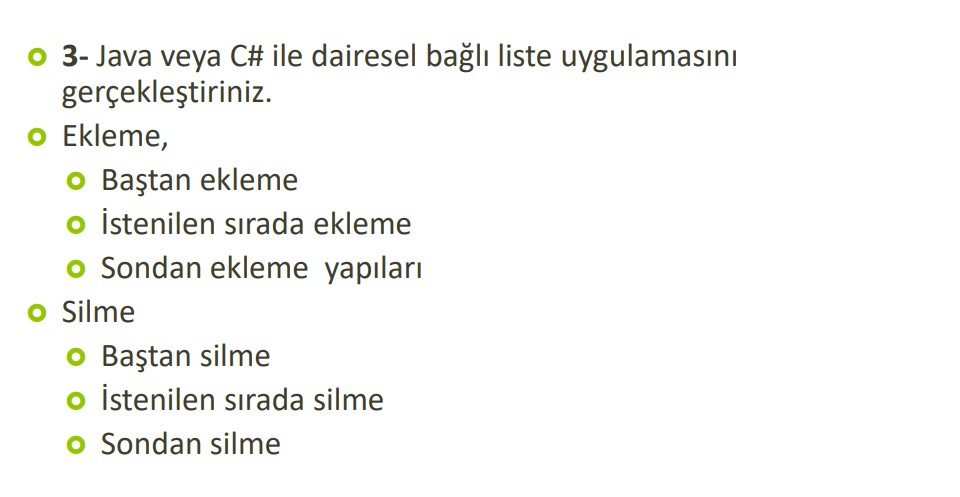 3- Java veya C# ile dairesel bağlı liste uygulamasını
gerçekleştiriniz.
Ekleme,
Baştan ekleme
İstenilen sırada ekleme
Sondan ekleme  yapıları
Silme
Baştan silme
İstenilen sırada silme
Sondan silme